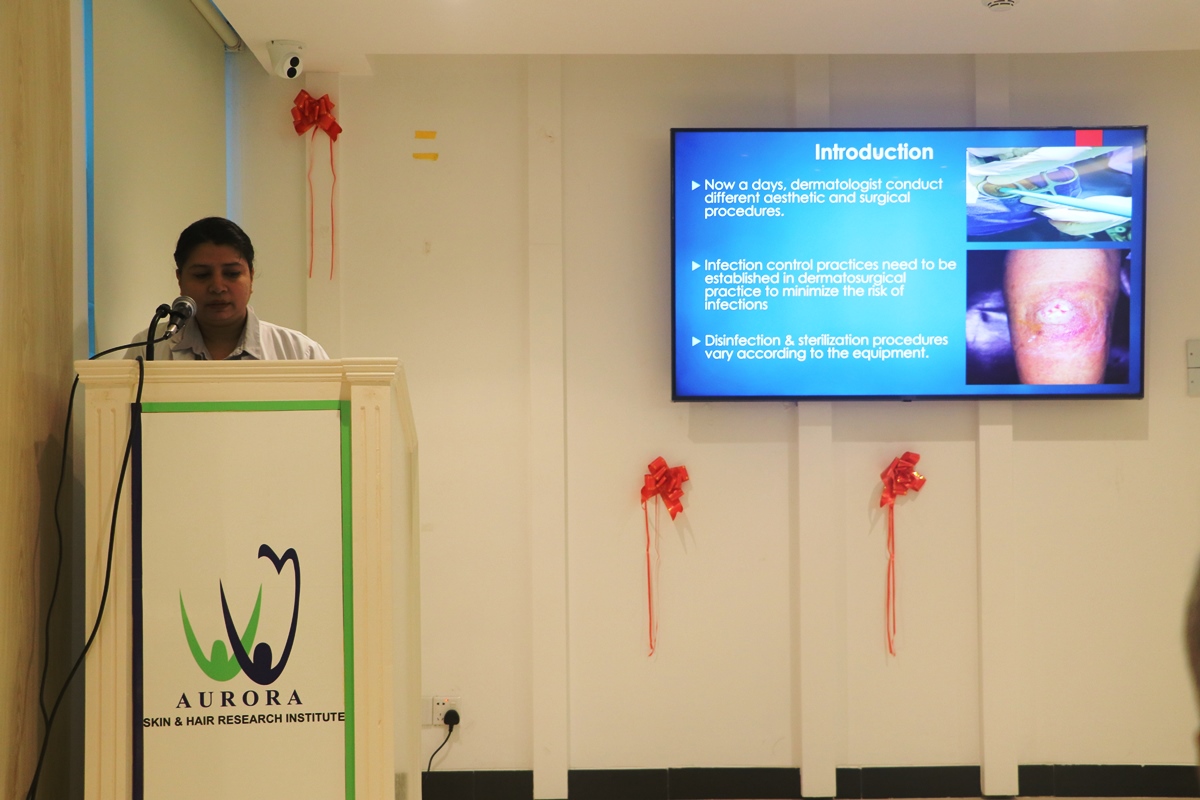 Introduction
Now a days, dermatologist conduct
different aesthetic and surgical
procedures.
Infection control practices need to be
established in dermatosurgical
practice to minimize the risk of
infections
Disinfection & sterilization procedures
vary according to the equipment.
AURORA
SKIN & HAIR RESEARCH INSTITUTE